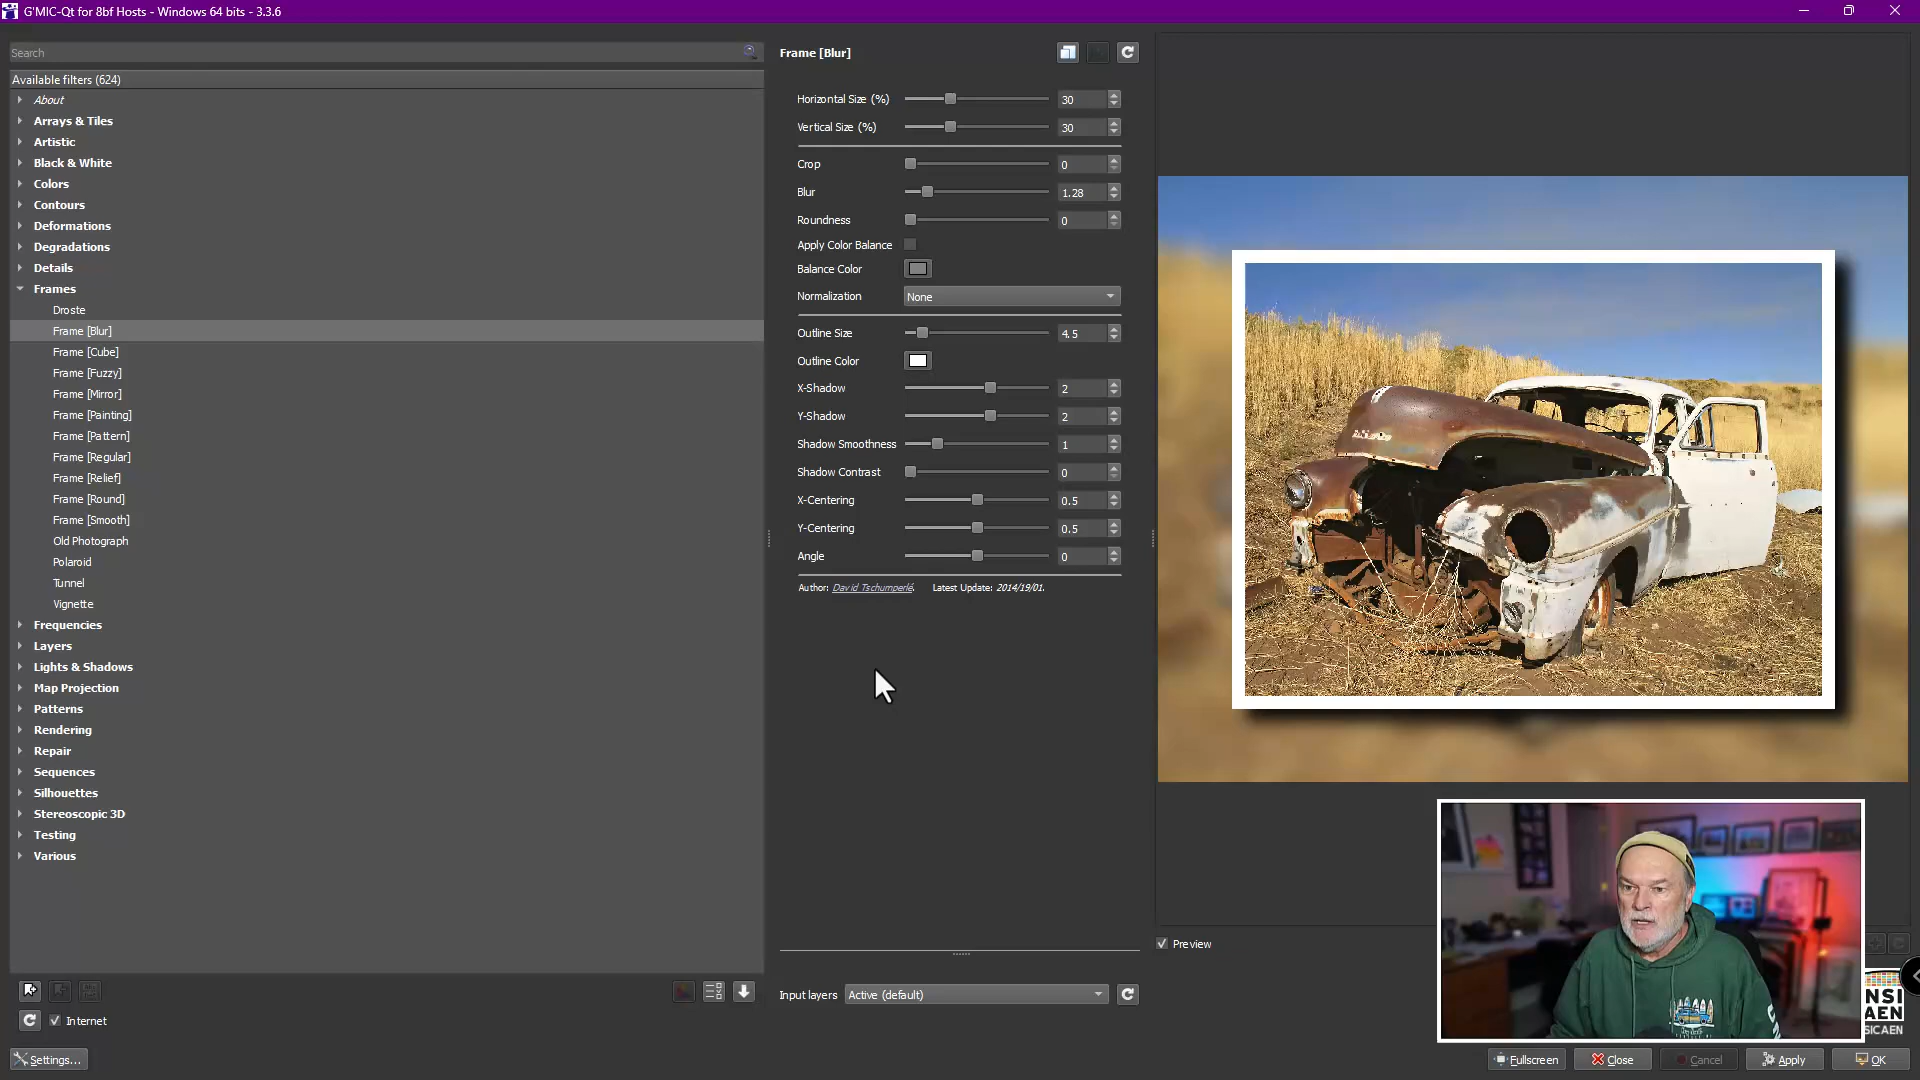 G'MIC-Qt for 8bf Hosts - Windows 64 bits - 3.3.6
Search
Available filters (624)
About
Arrays & Tiles
Artistic
Black & White
Colors
Contours
Deformations
Degradations
Details
Frames
Droste
Frame [Blur]
Frame [Cube]
Frame [Fuzzy]
Frame [Mirror]
Frame [Painting]
Frame [Pattern]
Frame [Regular]
Frame [Relief]
Frame [Round]
Frame [Smooth]
Old Photograph
Polaroid
Tunnel
Vignette
Frequencies
Layers
Lights & Shadows
Map Projection
Patterns
Rendering
Repair
Sequences
Silhouettes
Stereoscopic 3D
Testing
Various
Internet
Settings...
Frame [Blur]
Horizontal Size (%) 30
Vertical Size (%) 30
Crop 0
Blur 1.28
Roundness 0
Apply Color Balance
Balance Color
Normalization None
Outline Size 4.5
Outline Color
X-Shadow 2
Y-Shadow 2
Shadow Smoothness 1
Shadow Contrast 0
X-Centering 0.5
Y-Centering 0.5
Angle 0
Author: David Tschumperlé. Latest Update: 2014/19/01.
Input layers Active (default)
Preview
NSI
AEN
SICAEN
Fullscreen Close Cancel Apply OK